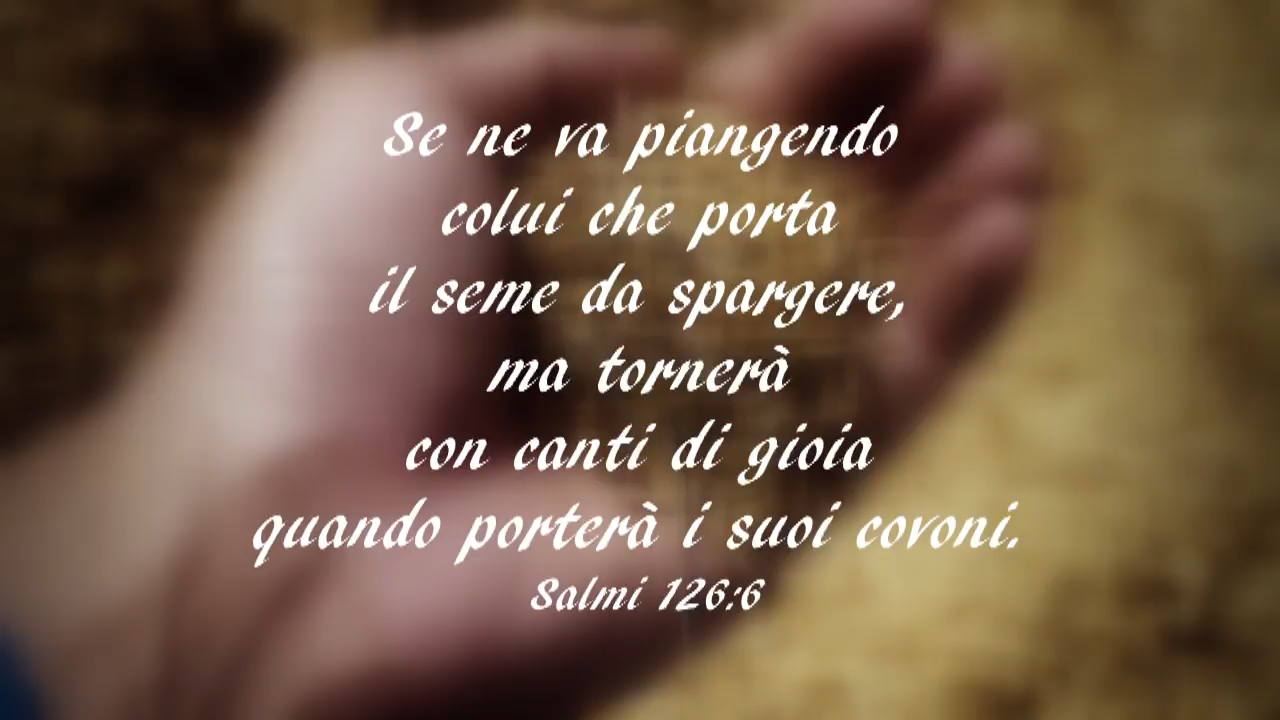 Se ne va piangendo
colui che porta
il seme da spargere,
ma tornerà
con canti di gioia
quando porterà i suoi covoni.
Salmi 126:6